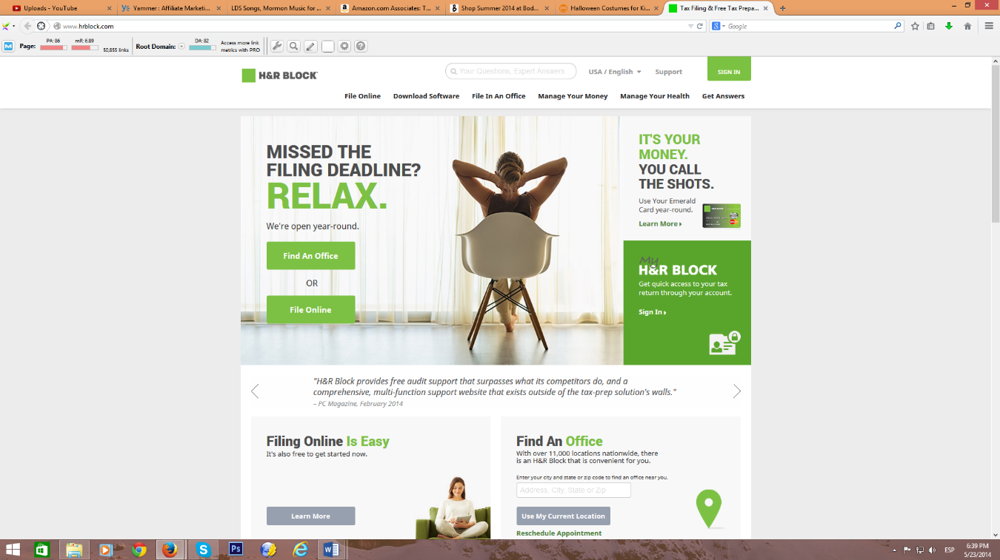 Uploads - YouTube
Yammer : Affiliate Marketi...
LDS Songs, Mormon Music for ...
Amazon.com Associates: T...
Shop Summer 2014 at Bod...
Halloween Costumes for Ki...
Tax Filing & Free Tax Prepa...
www.hrblock.com
Google
Page:
PA: 86
mR: 6.89
50,855 links
Root Domain:
DA: 82
Access more link
metrics with PRO
H&R BLOCK
Your Questions, Expert Answers
USA / English
Support
SIGN IN
File Online
Download Software
File In An Office
Manage Your Money
Manage Your Health
Get Answers
MISSED THE
FILING DEADLINE?
RELAX.
We're open year-round.
Find An Office
OR
File Online
IT'S YOUR
MONEY.
YOU CALL
THE SHOTS.
Use Your Emerald
Card year-round.
Learn More
My
H&R BLOCK
Get quick access to your tax
return through your account.
Sign In
"H&R Block provides free audit support that surpasses what its competitors do, and a
comprehensive, multi-function support website that exists outside of the tax-prep solution's walls."
– PC Magazine, February 2014
Filing Online Is Easy
It's also free to get started now.
Learn More
Find An Office
With over 11,000 locations nationwide, there
is an H&R Block that is convenient for you.
Enter your city and state or zip code to find an office near you.
Address, City, State or Zip
Use My Current Location
Reschedule Appointment
ESP
6:39 PM
5/23/2014